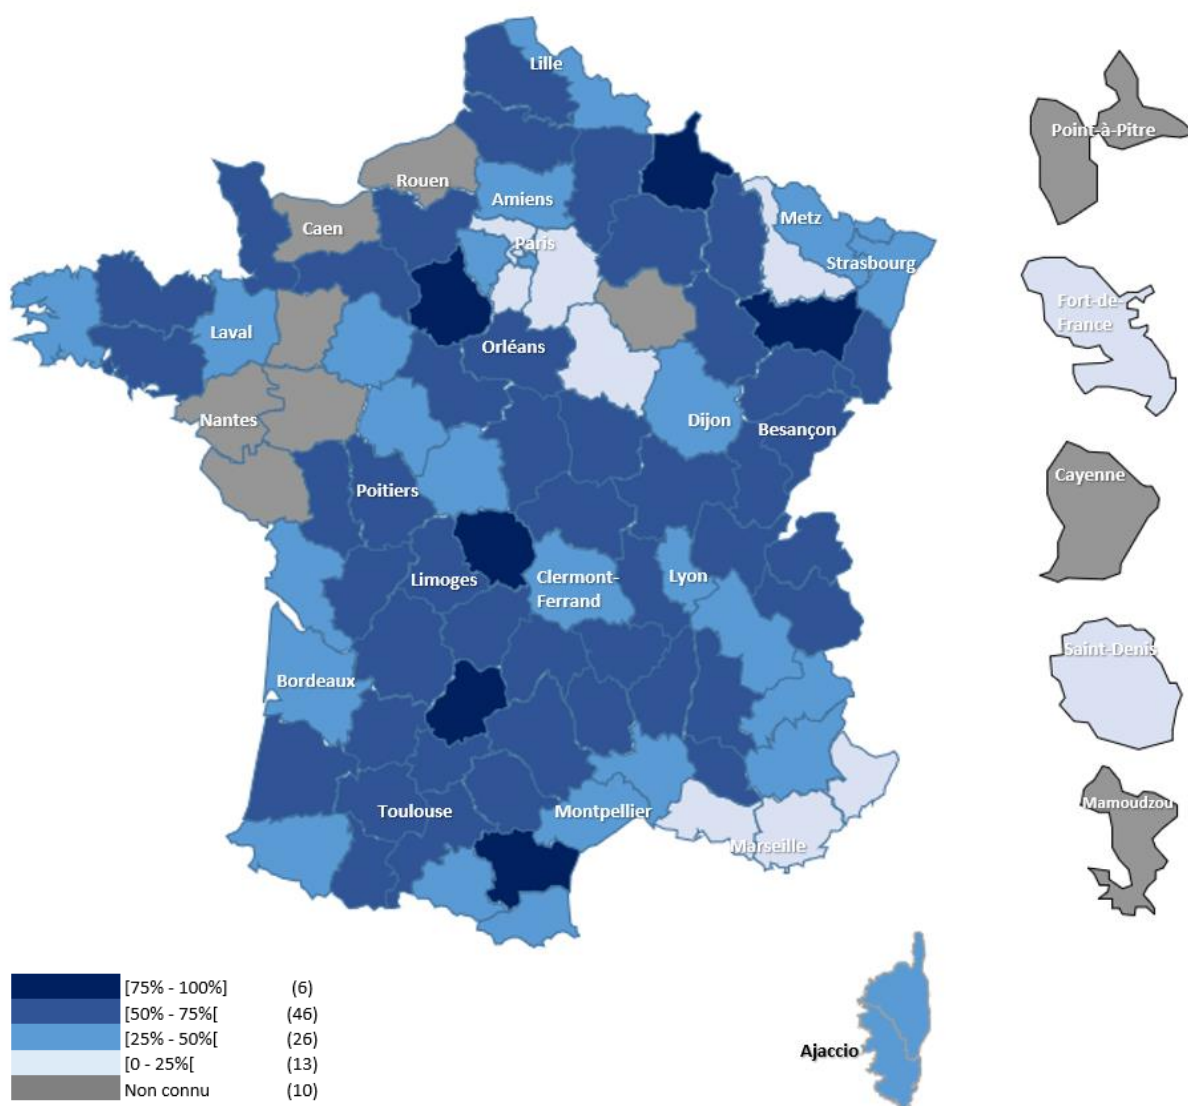 Lille
Point-à-Pitre
Rouen
Amiens
Metz
Caen
Paris
Strasbourg
Fort-de-
France
Laval
Orléans
Nantes
Dijon
Besançon
Cayenne
Poitiers
Limoges
Clermont-
Ferrand
Lyon
Saint-Denis
Bordeaux
Toulouse
Montpellier
Mamoudzou
Marseille
[75% - 100%] (6)
[50% - 75%[ (46)
[25% - 50%[ (26)
[0 - 25%[ (13)
Non connu (10)
Ajaccio